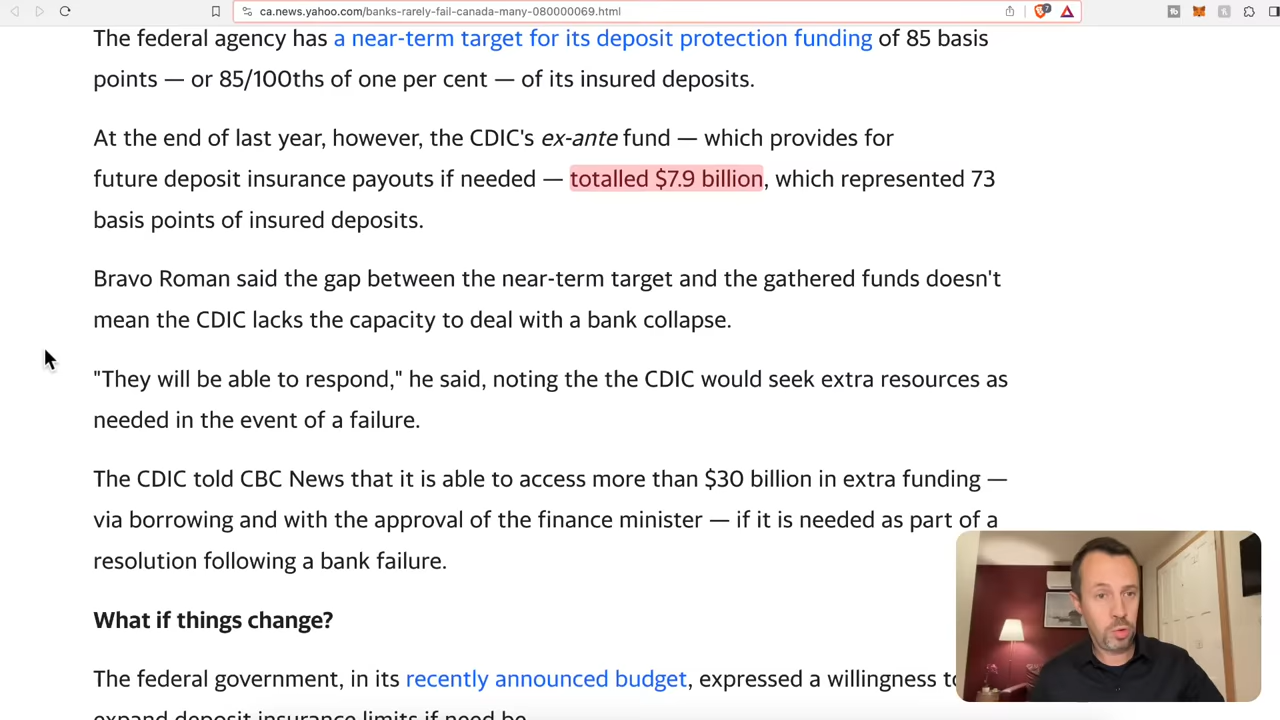 ca.news.yahoo.com/banks-rarely-fail-canada-many-080000069.html
The federal agency has a near-term target for its deposit protection funding of 85 basis
points — or 85/100ths of one per cent — of its insured deposits.
At the end of last year, however, the CDIC's ex-ante fund — which provides for
future deposit insurance payouts if needed — totalled $7.9 billion, which represented 73
basis points of insured deposits.
Bravo Roman said the gap between the near-term target and the gathered funds doesn't
mean the CDIC lacks the capacity to deal with a bank collapse.
"They will be able to respond," he said, noting the the CDIC would seek extra resources as
needed in the event of a failure.
The CDIC told CBC News that it is able to access more than $30 billion in extra funding —
via borrowing and with the approval of the finance minister — if it is needed as part of a
resolution following a bank failure.
What if things change?
The federal government, in its recently announced budget, expressed a willingness to
expand deposit insurance limits if need be.